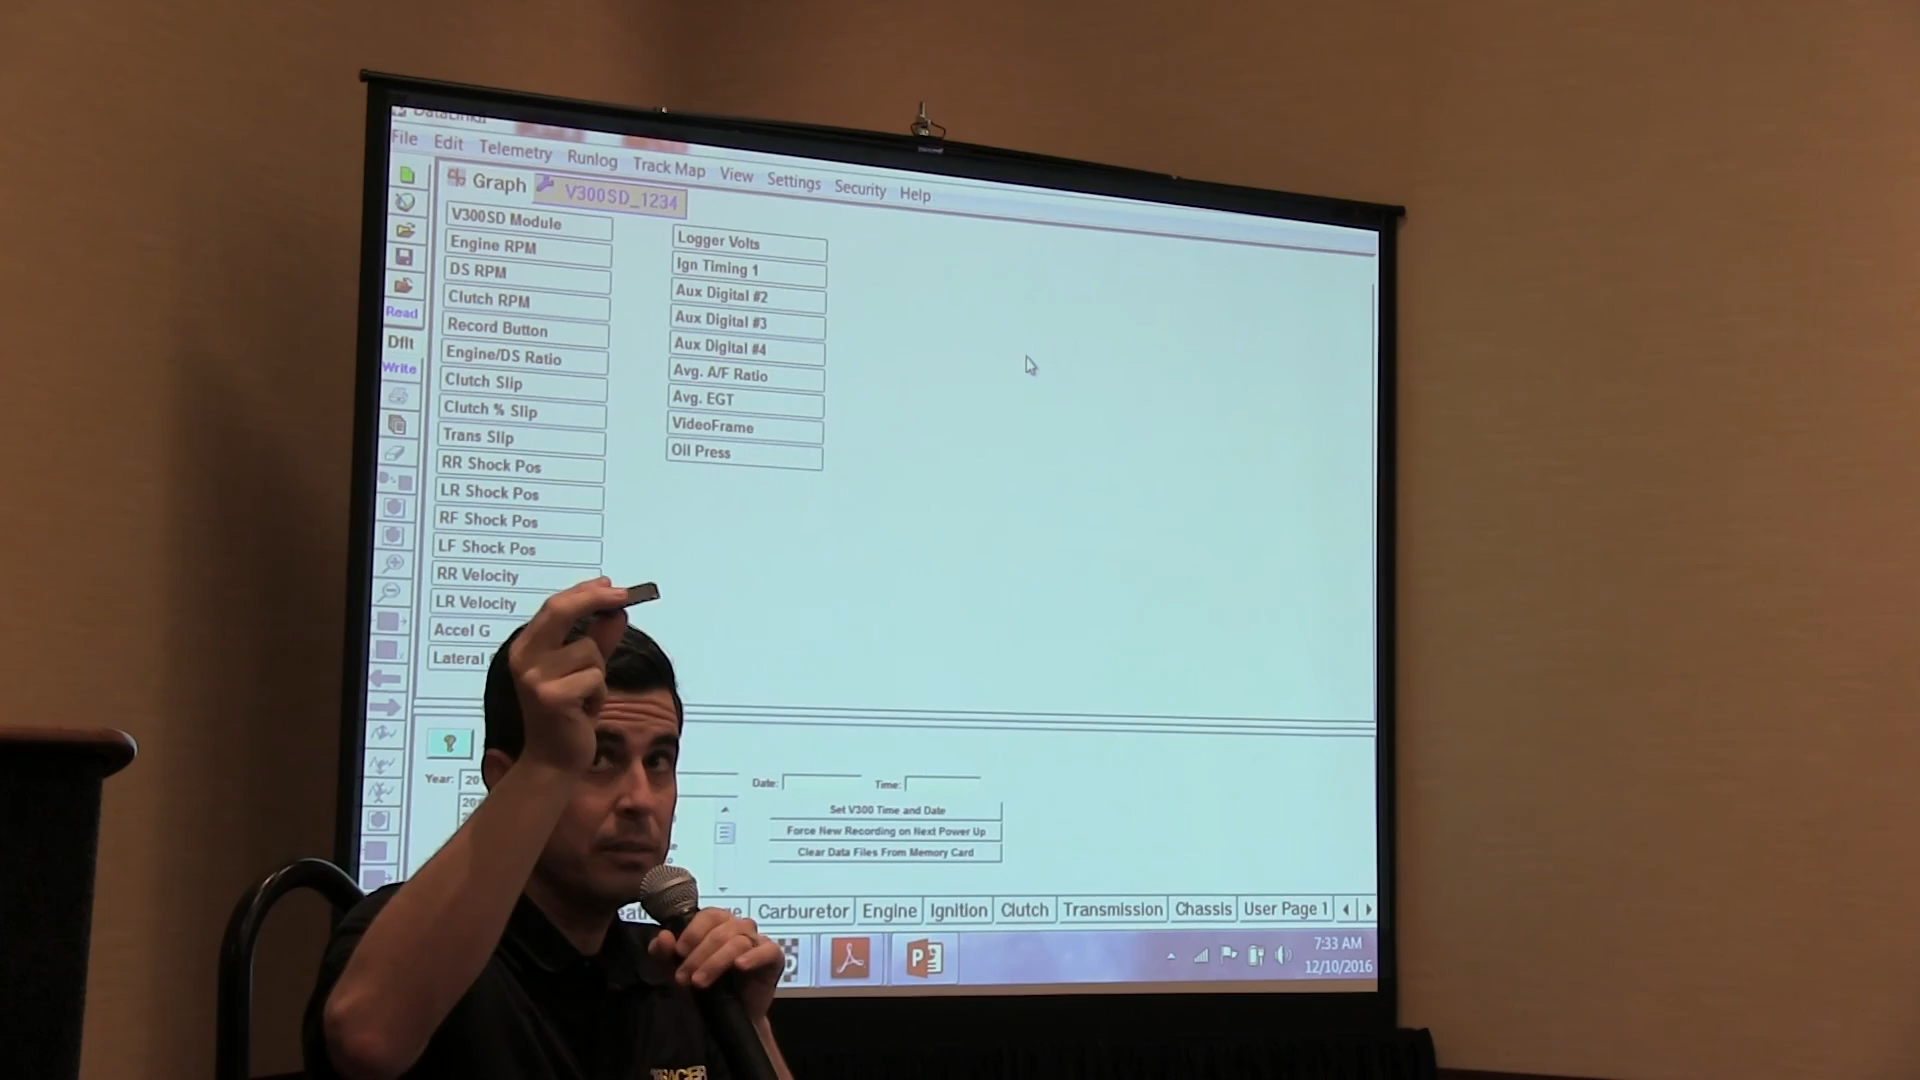 DataLinkII
File Edit Telemetry Runlog Track Map View Settings Security Help
Graph V300SD_1234
Read
Dflt
Write
V300SD Module
Engine RPM
DS RPM
Clutch RPM
Record Button
Engine/DS Ratio
Clutch Slip
Clutch % Slip
Trans Slip
RR Shock Pos
LR Shock Pos
RF Shock Pos
LF Shock Pos
RR Velocity
LR Velocity
Accel G
Lateral
Logger Volts
Ign Timing 1
Aux Digital #2
Aux Digital #3
Aux Digital #4
Avg. A/F Ratio
Avg. EGT
VideoFrame
Oil Press
?
Year: 20 Date: Time:
Set V300 Time and Date
Force New Recording on Next Power Up
Clear Data Files From Memory Card
Carburetor Engine Ignition Clutch Transmission Chassis User Page 1
7:33 AM
12/10/2016